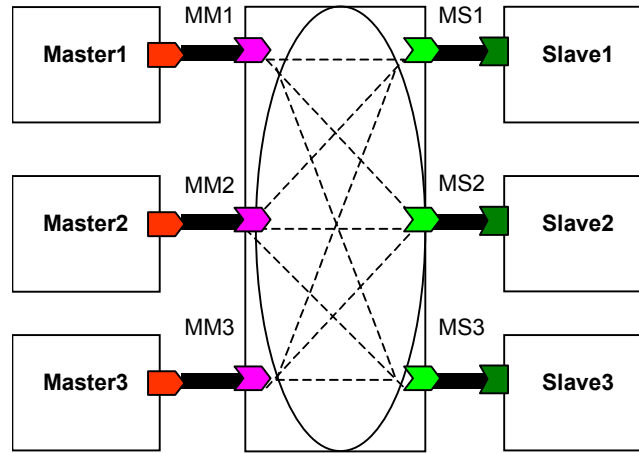 MM1 MS1
Master1 Slave1
MM2 MS2
Master2 Slave2
MM3 MS3
Master3 Slave3